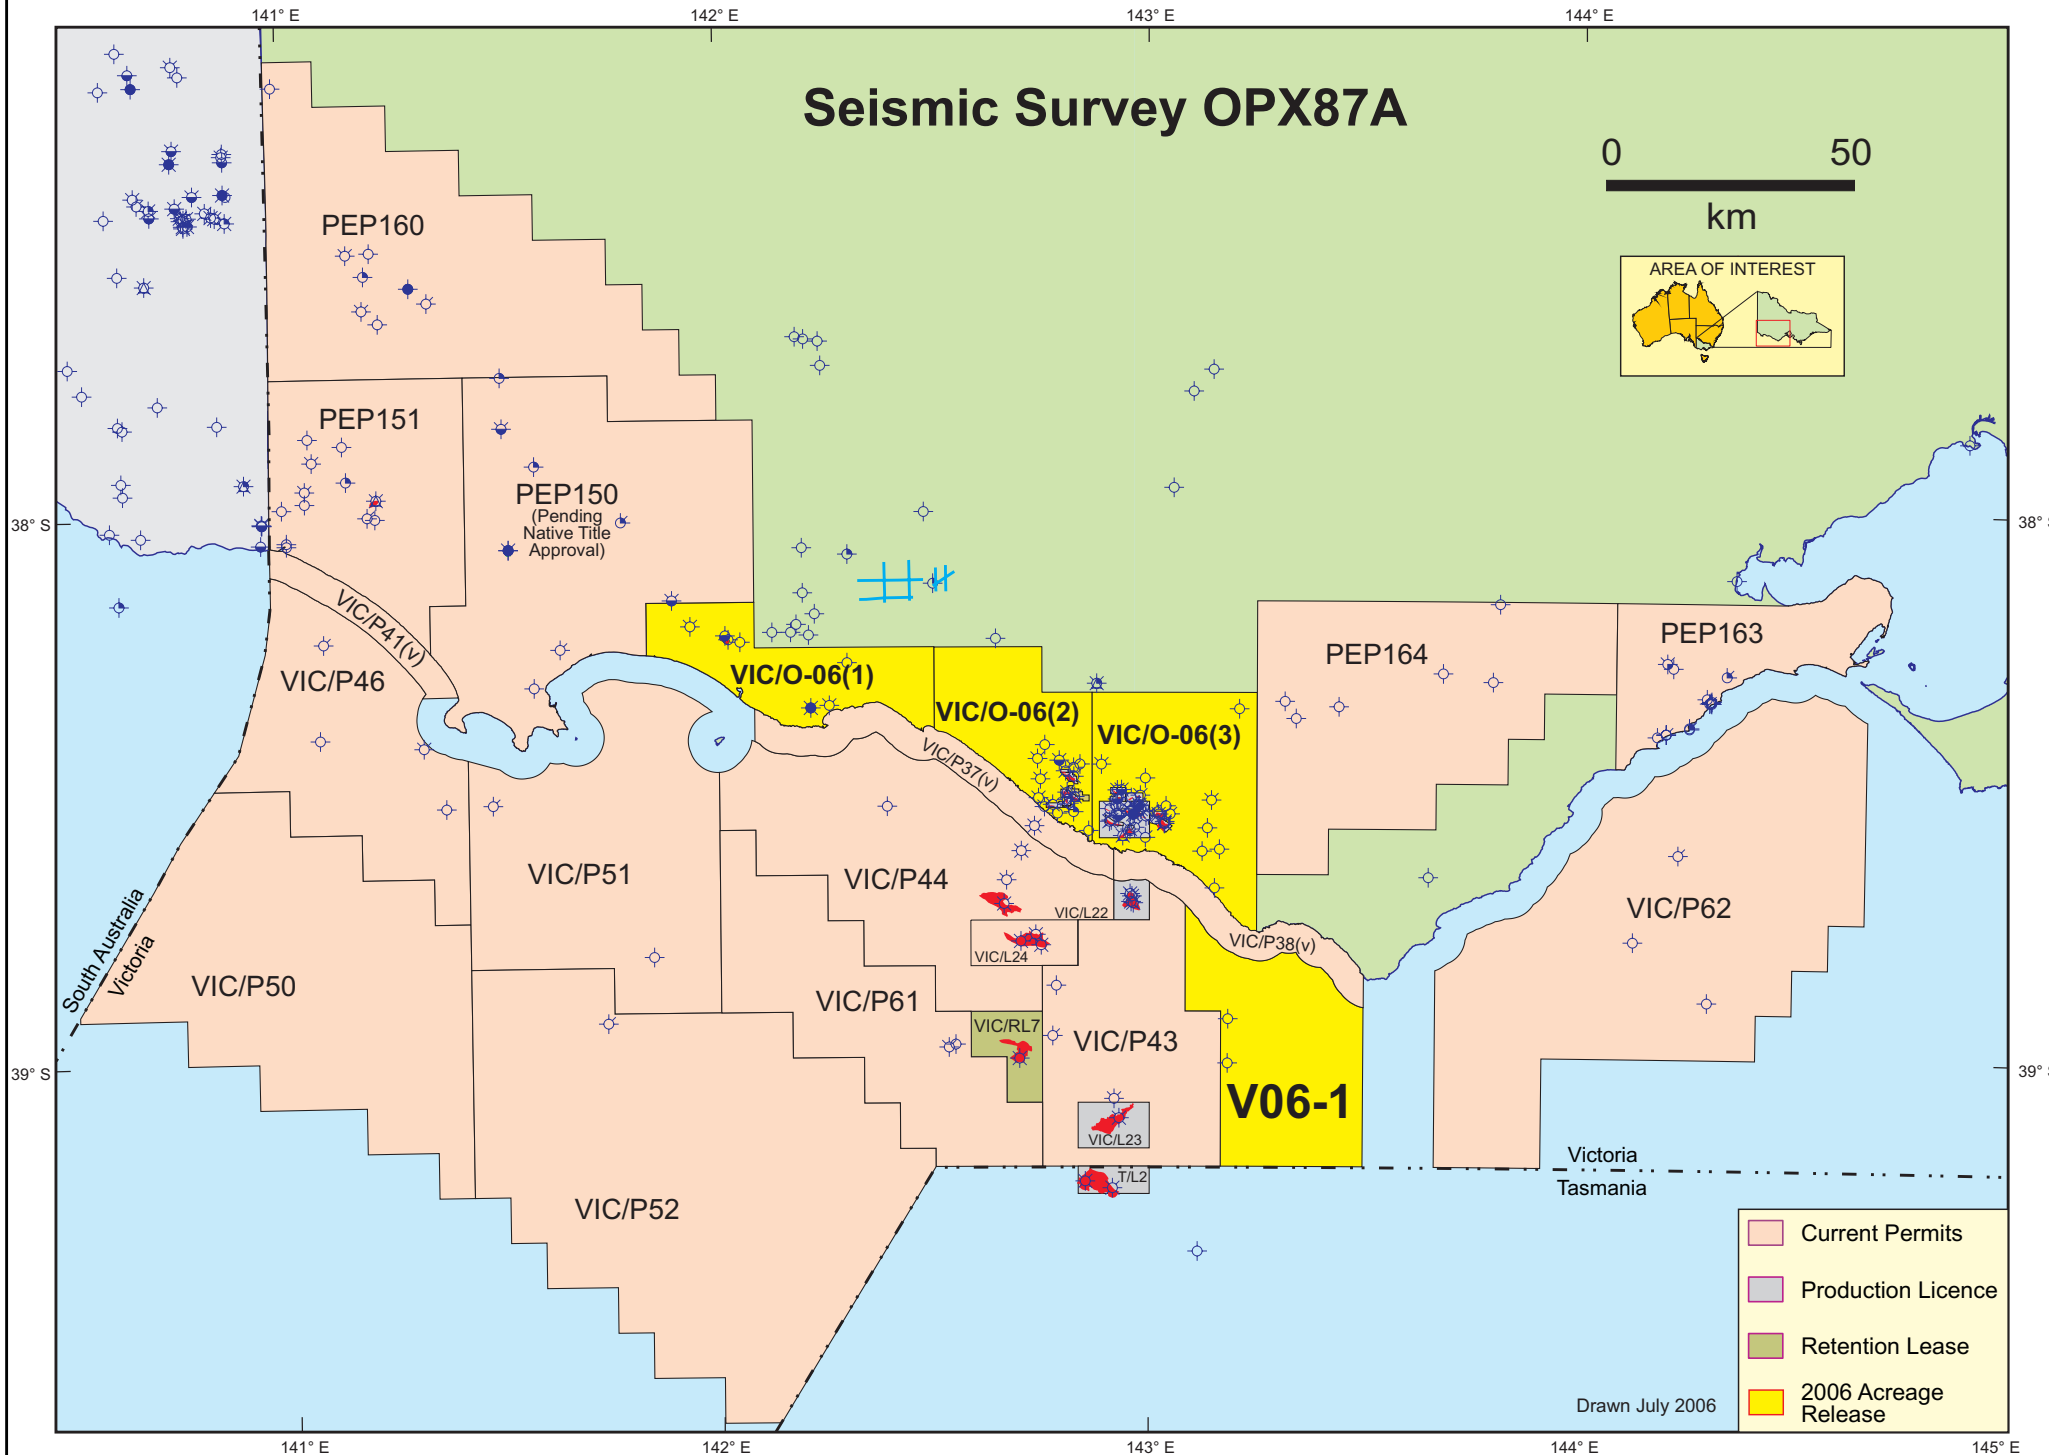 141° E
142° E
143° E
144° E
Seismic Survey OPX87A
0
50
km
AREA OF INTEREST
PEP160
PEP151
PEP150
(Pending
Native Title
Approval)
38° S
38° S
VIC/P41(v)
VIC/P46
VIC/O-06(1)
VIC/O-06(2)
VIC/O-06(3)
PEP164
PEP163
VIC/P37(v)
VIC/P51
VIC/P44
VIC/L22
VIC/P62
VIC/P38(v)
VIC/L24
South Australia
Victoria
VIC/P50
VIC/P61
VIC/RL7
VIC/P43
39° S
39° S
V06-1
VIC/L23
T/L2
Victoria
Tasmania
VIC/P52
Current Permits
Production Licence
Retention Lease
2006 Acreage
Release
Drawn July 2006
141° E
142° E
143° E
144° E
145° E